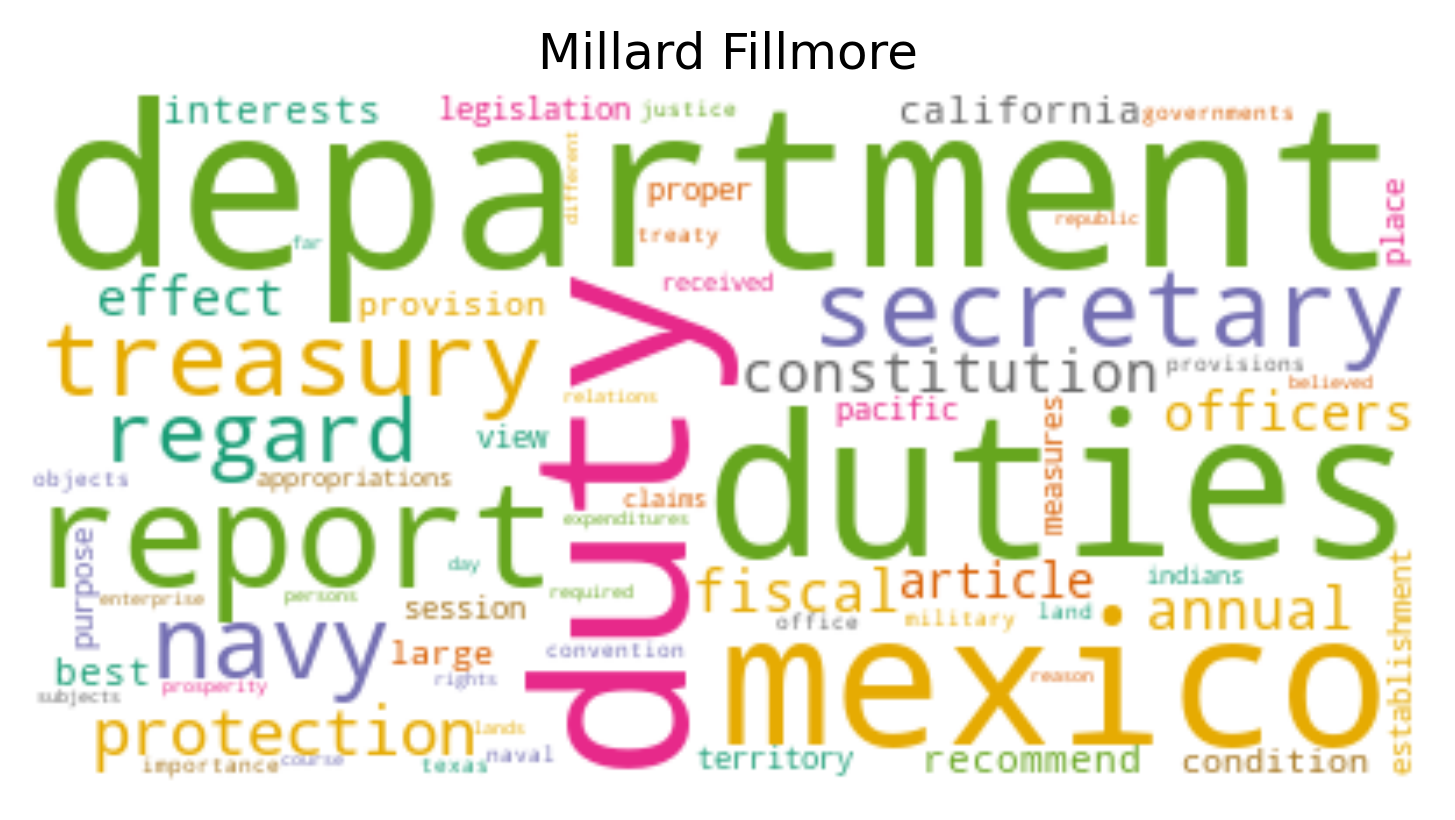 Millard Fillmore
interests legislation justice california governments
department
different proper republic place
far treaty
effect provision received secretary
treasury duty constitution provisions
relations believed
regard view pacific measures officers
objects appropriations claims duties
report expenditures
purpose day fiscal article indians establishment
enterprise persons session required office military land annual
navy large convention mexico
best prosperity rights reason
subjects
protection lands
importance course texas naval territory recommend condition